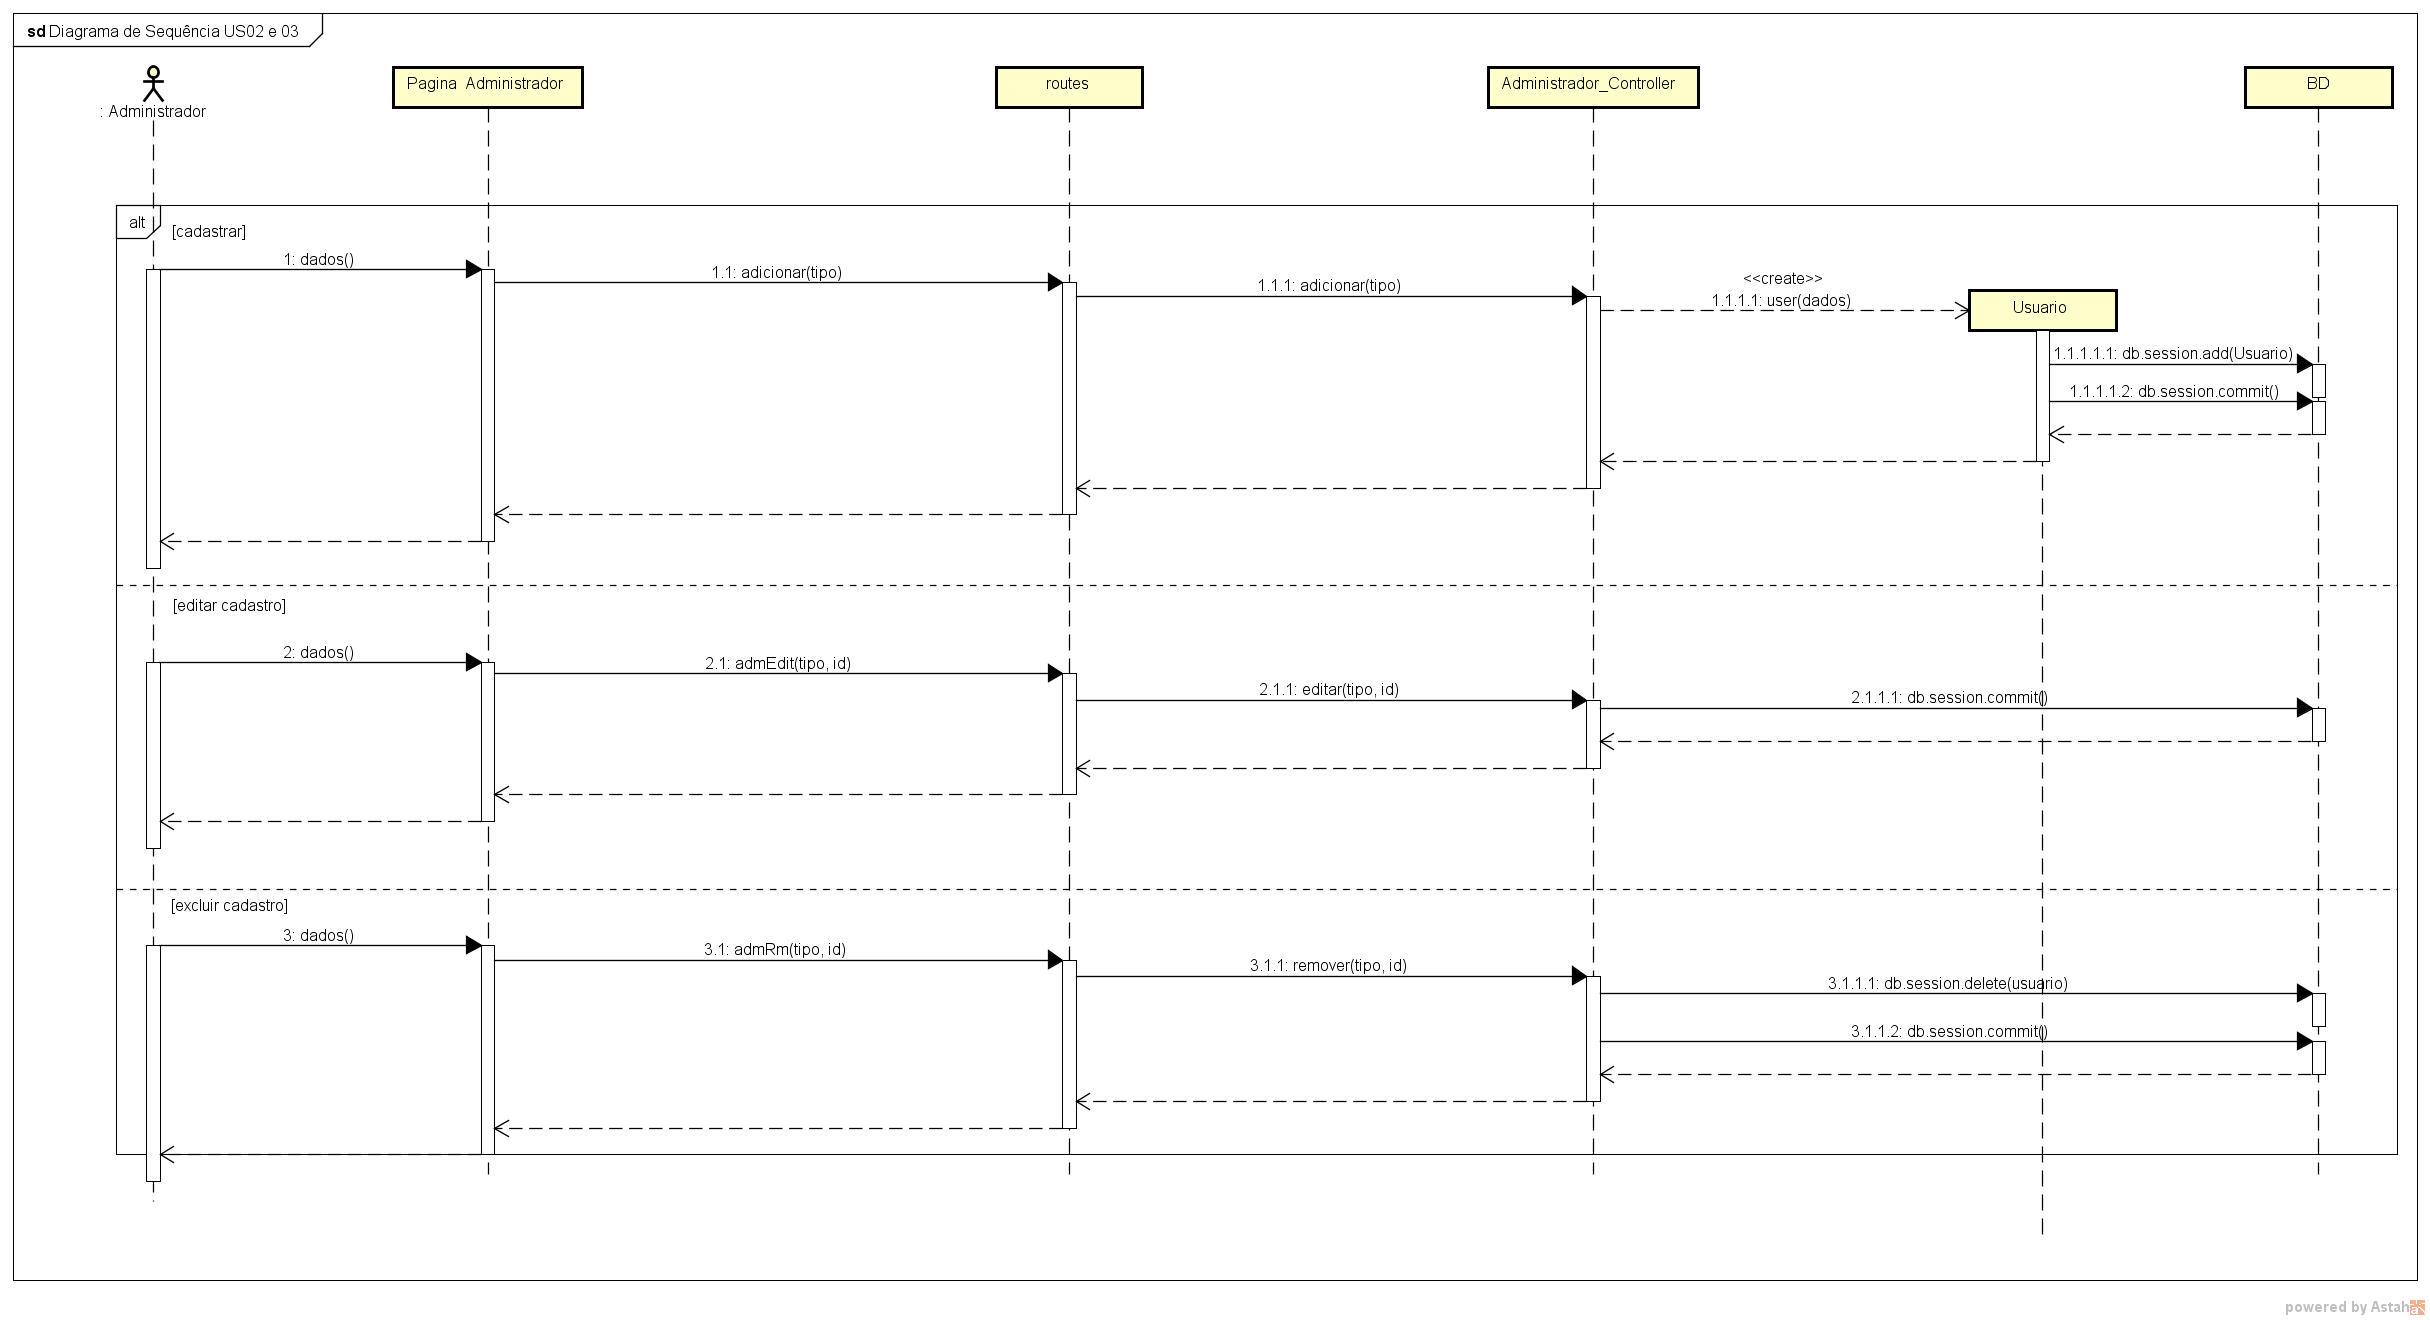 sd Diagrama de Sequência US02 e 03
: Administrador
Pagina Administrador
routes
Administrador_Controller
BD
alt
[cadastrar]
1: dados()
1.1: adicionar(tipo)
1.1.1: adicionar(tipo)
<<create>>
1.1.1.1: user(dados)
Usuario
1.1.1.1.1: db.session.add(Usuario)
1.1.1.1.2: db.session.commit()
[editar cadastro]
2: dados()
2.1: admEdit(tipo, id)
2.1.1: editar(tipo, id)
2.1.1.1: db.session.commit()
[excluir cadastro]
3: dados()
3.1: admRm(tipo, id)
3.1.1: remover(tipo, id)
3.1.1.1: db.session.delete(usuario)
3.1.1.2: db.session.commit()
powered by Astah